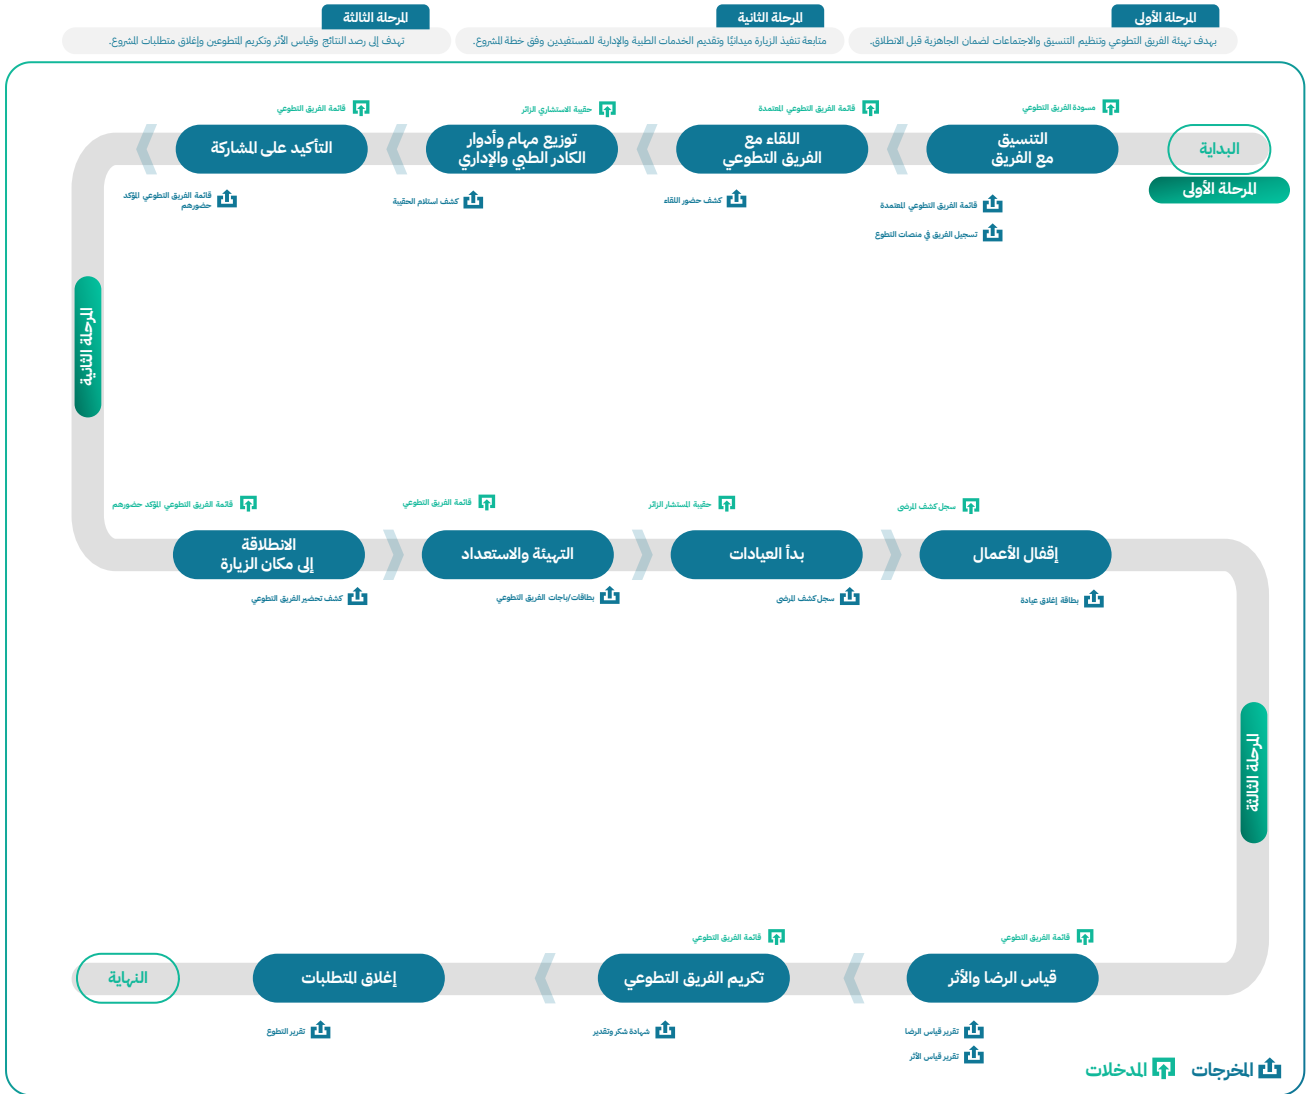 المرحلة الأولى
يهدف تهيئة الفريق التطوعي وتنظيم التنسيق والاجتماعات لضمان الجاهزية قبل الانطلاق.
المرحلة الثانية
متابعة تنفيذ الزيارة ميدانيًا وتقديم الخدمات الطبية والإدارية للمستفيدين وفق خطة المشروع.
المرحلة الثالثة
تهدف إلى رصد النتائج وقياس الأثر وتكريم المتطوعين وإغلاق متطلبات المشروع.
البداية
المرحلة الأولى
مسودة الفريق التطوعي
التنسيق
مع الفريق
قائمة الفريق التطوعي المعتمدة
تسجيل الفريق في منصات التطوع
قائمة الفريق التطوعي المعتمدة
اللقاء مع
الفريق التطوعي
كشف حضور اللقاء
حقيبة الاستشاري الزائر
توزيع مهام وأدوار
الكادر الطبي والإداري
كشف استلام الحقيبة
قائمة الفريق التطوعي
التأكيد على المشاركة
قائمة الفريق التطوعي المؤكد
حضورهم
المرحلة الثانية
قائمة الفريق التطوعي المؤكد حضورهم
الانطلاقة
إلى مكان الزيارة
كشف تحضير الفريق التطوعي
قائمة الفريق التطوعي
التهيئة والاستعداد
بطاقات/باجات الفريق التطوعي
حقيبة المستشار الزائر
بدأ العيادات
سجل كشف المرضى
سجل كشف المرضى
إقفال الأعمال
بطاقة إغلاق عيادة
المرحلة الثالثة
قائمة الفريق التطوعي
قياس الرضا والأثر
تقرير قياس الرضا
تقرير قياس الأثر
قائمة الفريق التطوعي
تكريم الفريق التطوعي
شهادة شكر وتقدير
إغلاق المتطلبات
تقرير التطوع
النهاية
المخرجات
المدخلات